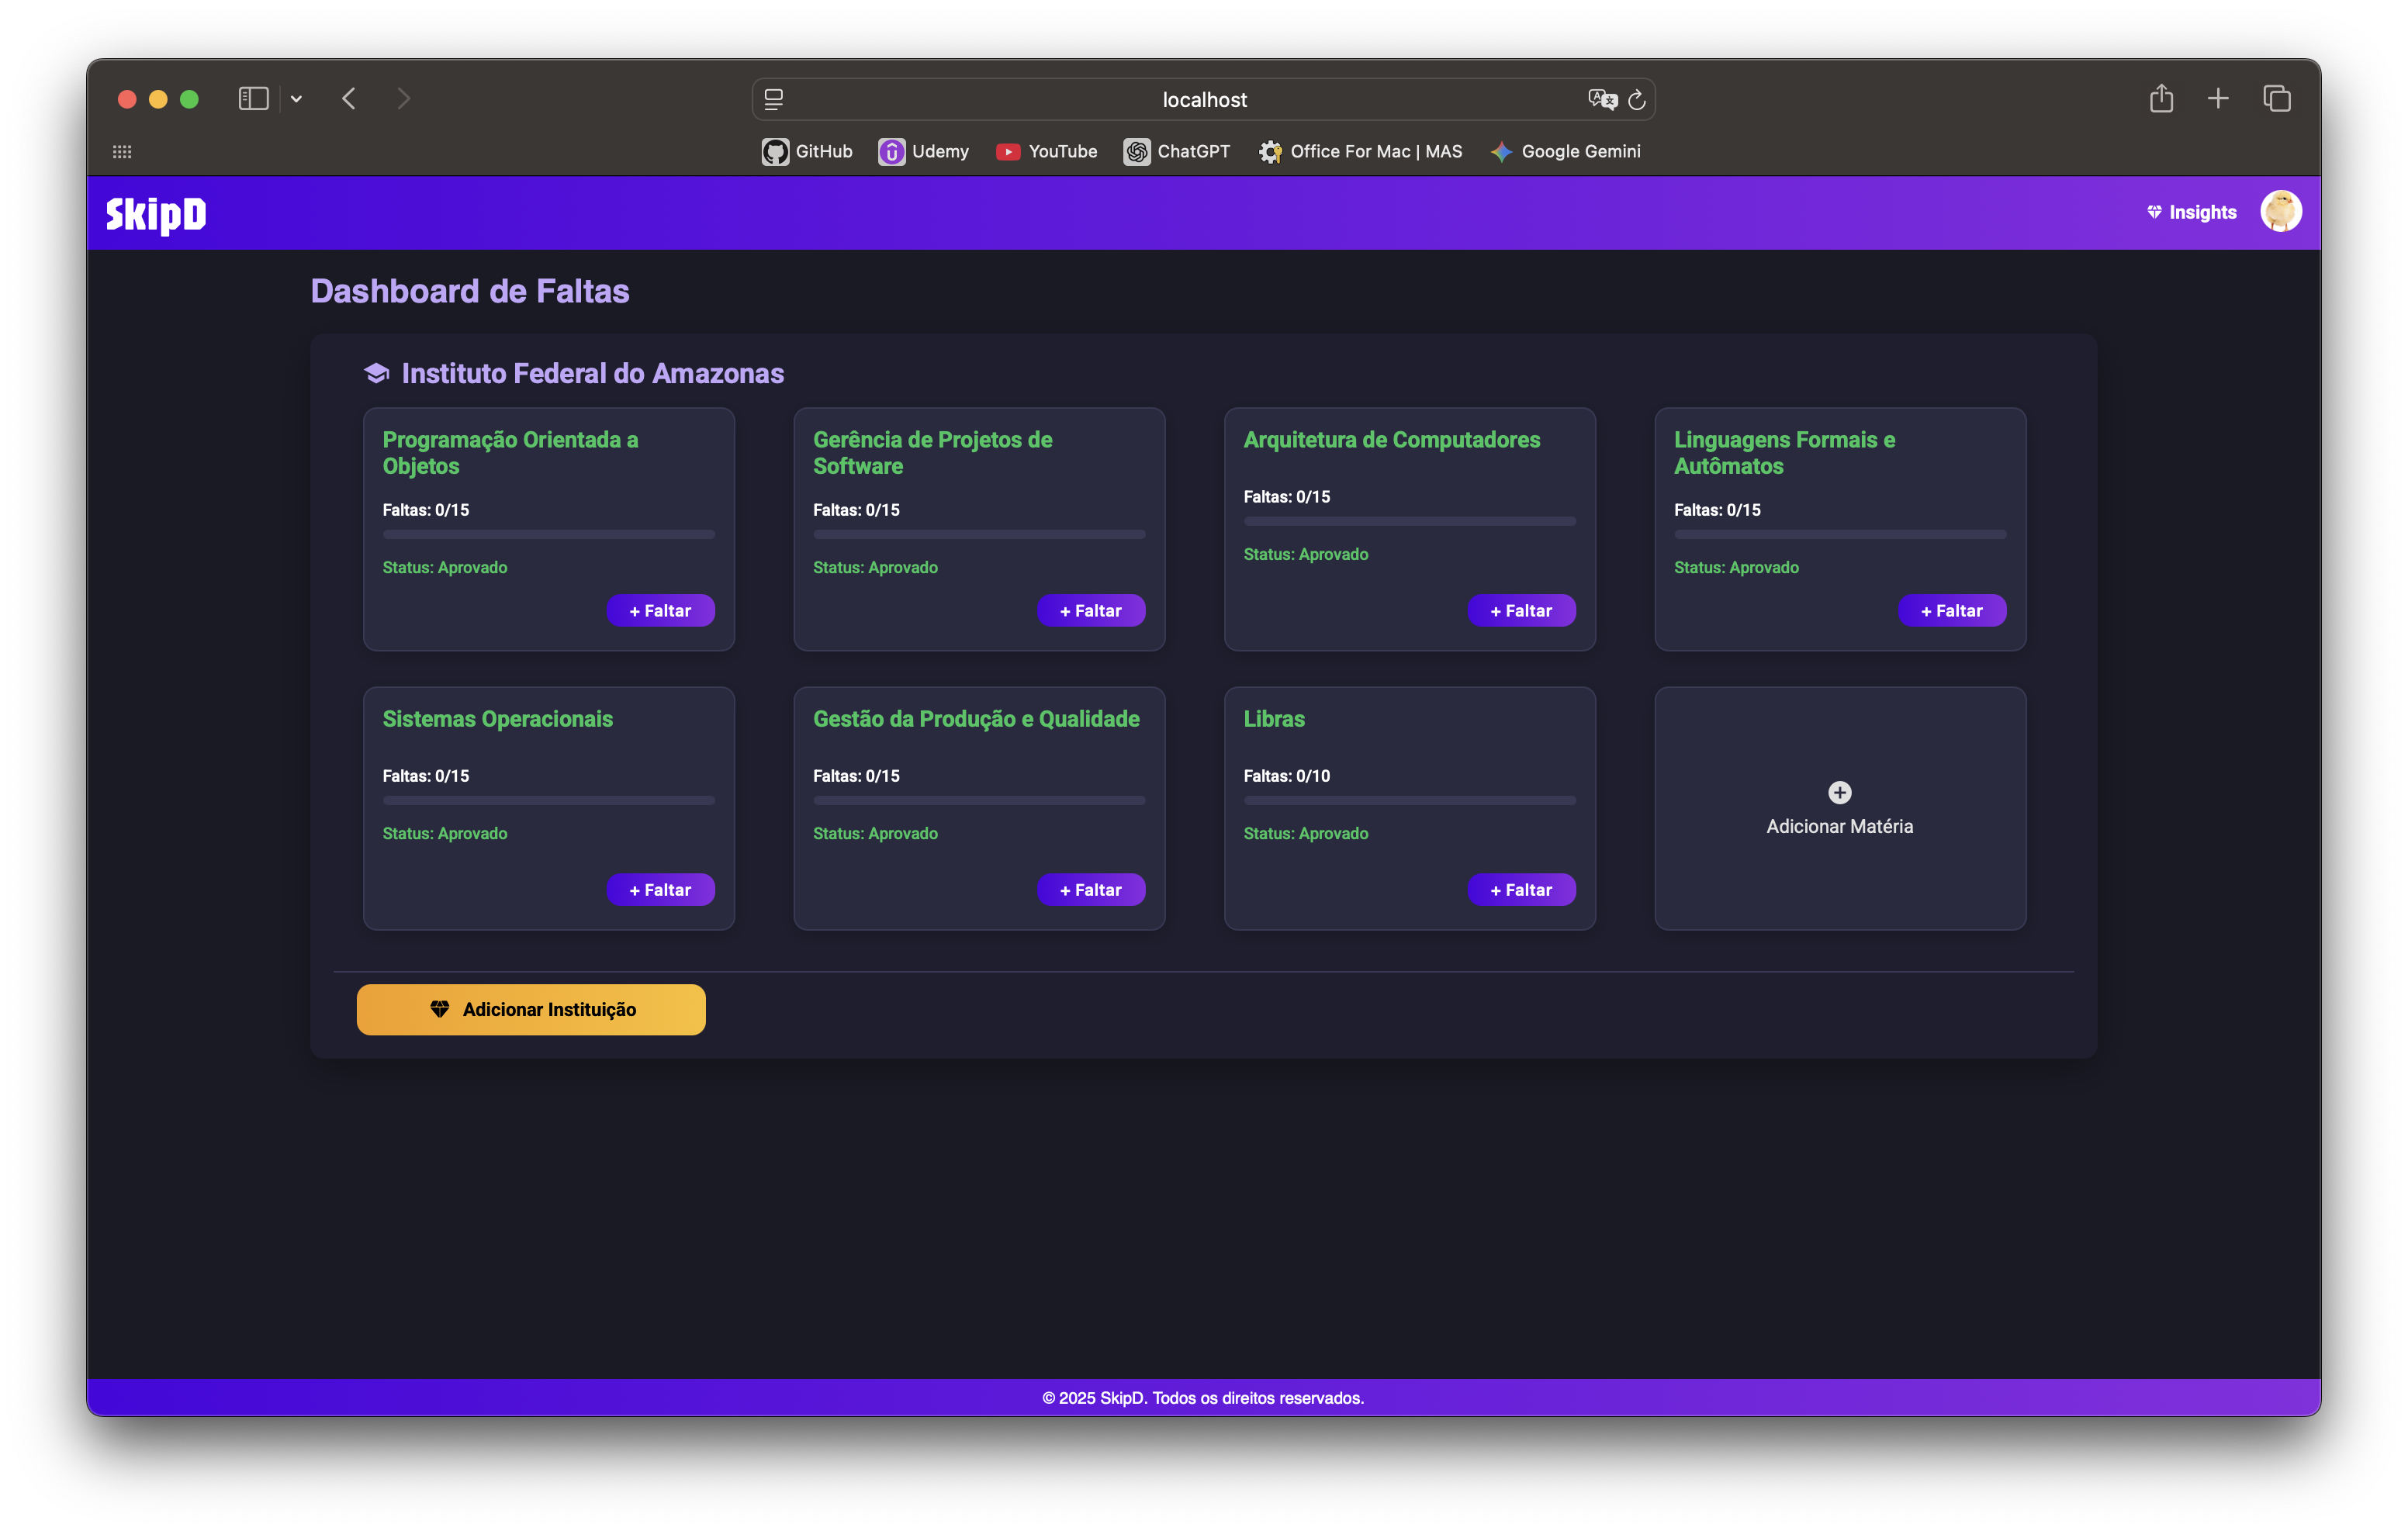 localhost
GitHub
Udemy
YouTube
ChatGPT
Office For Mac | MAS
Google Gemini
SkipD
Insights
Dashboard de Faltas
Instituto Federal do Amazonas
Programação Orientada a
Objetos
Faltas: 0/15
Status: Aprovado
+ Faltar
Gerência de Projetos de
Software
Faltas: 0/15
Status: Aprovado
+ Faltar
Arquitetura de Computadores
Faltas: 0/15
Status: Aprovado
+ Faltar
Linguagens Formais e
Autômatos
Faltas: 0/15
Status: Aprovado
+ Faltar
Sistemas Operacionais
Faltas: 0/15
Status: Aprovado
+ Faltar
Gestão da Produção e Qualidade
Faltas: 0/15
Status: Aprovado
+ Faltar
Libras
Faltas: 0/10
Status: Aprovado
+ Faltar
Adicionar Matéria
Adicionar Instituição
© 2025 SkipD. Todos os direitos reservados.